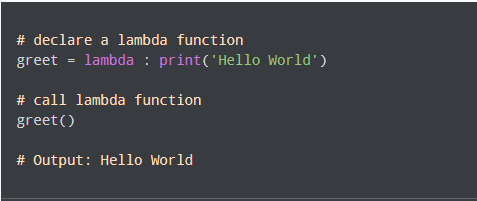 # declare a lambda function
greet = lambda : print('Hello World')
# call lambda function
greet()
# Output: Hello World